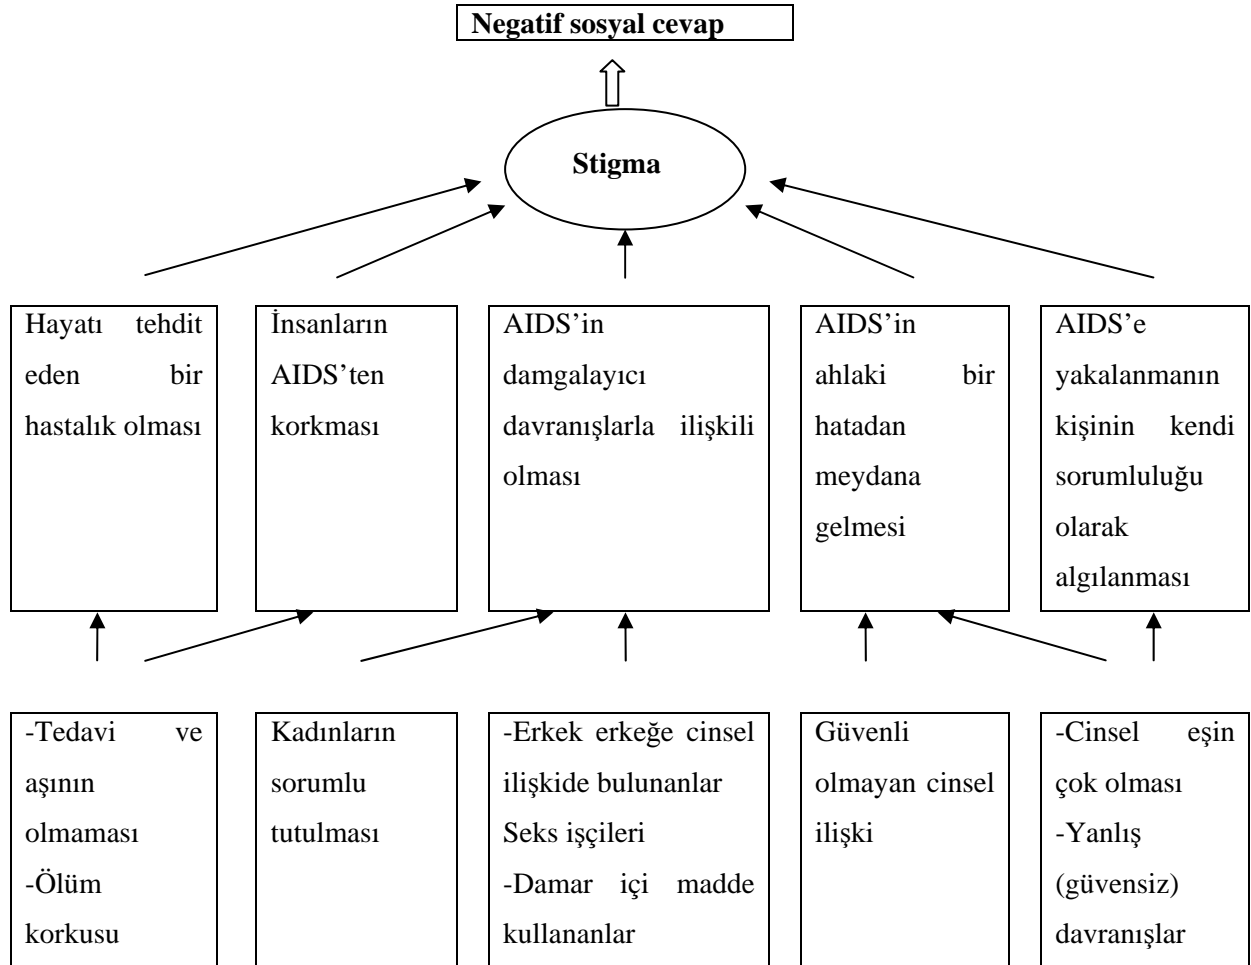 Negatif sosyal cevap
Stigma
Hayatı tehdit
eden bir
hastalık olması
İnsanların
AIDS’ten
korkması
AIDS’in
damgalayıcı
davranışlarla ilişkili
olması
AIDS’in
ahlaki bir
hatadan
meydana
gelmesi
AIDS’e
yakalanmanın
kişinin kendi
sorumluluğu
olarak
algılanması
-Tedavi ve
aşının
olmaması
-Ölüm
korkusu
Kadınların
sorumlu
tutulması
-Erkek erkeğe cinsel
ilişkide bulunanlar
Seks işçileri
-Damar içi madde
kullananlar
Güvenli
olmayan cinsel
ilişki
-Cinsel eşin
çok olması
-Yanlış
(güvensiz)
davranışlar